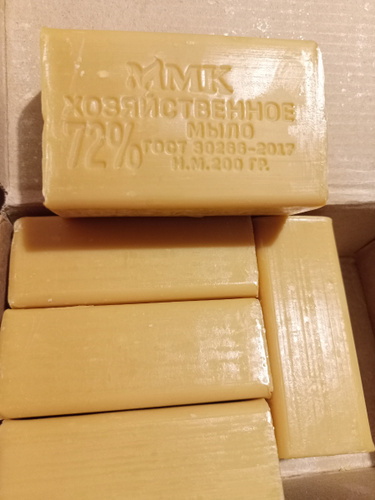 ММК
ХОЗЯЙСТВЕННОЕ
МЫЛО
72% ГОСТ 30266-2017
Н.М.200 ГР.